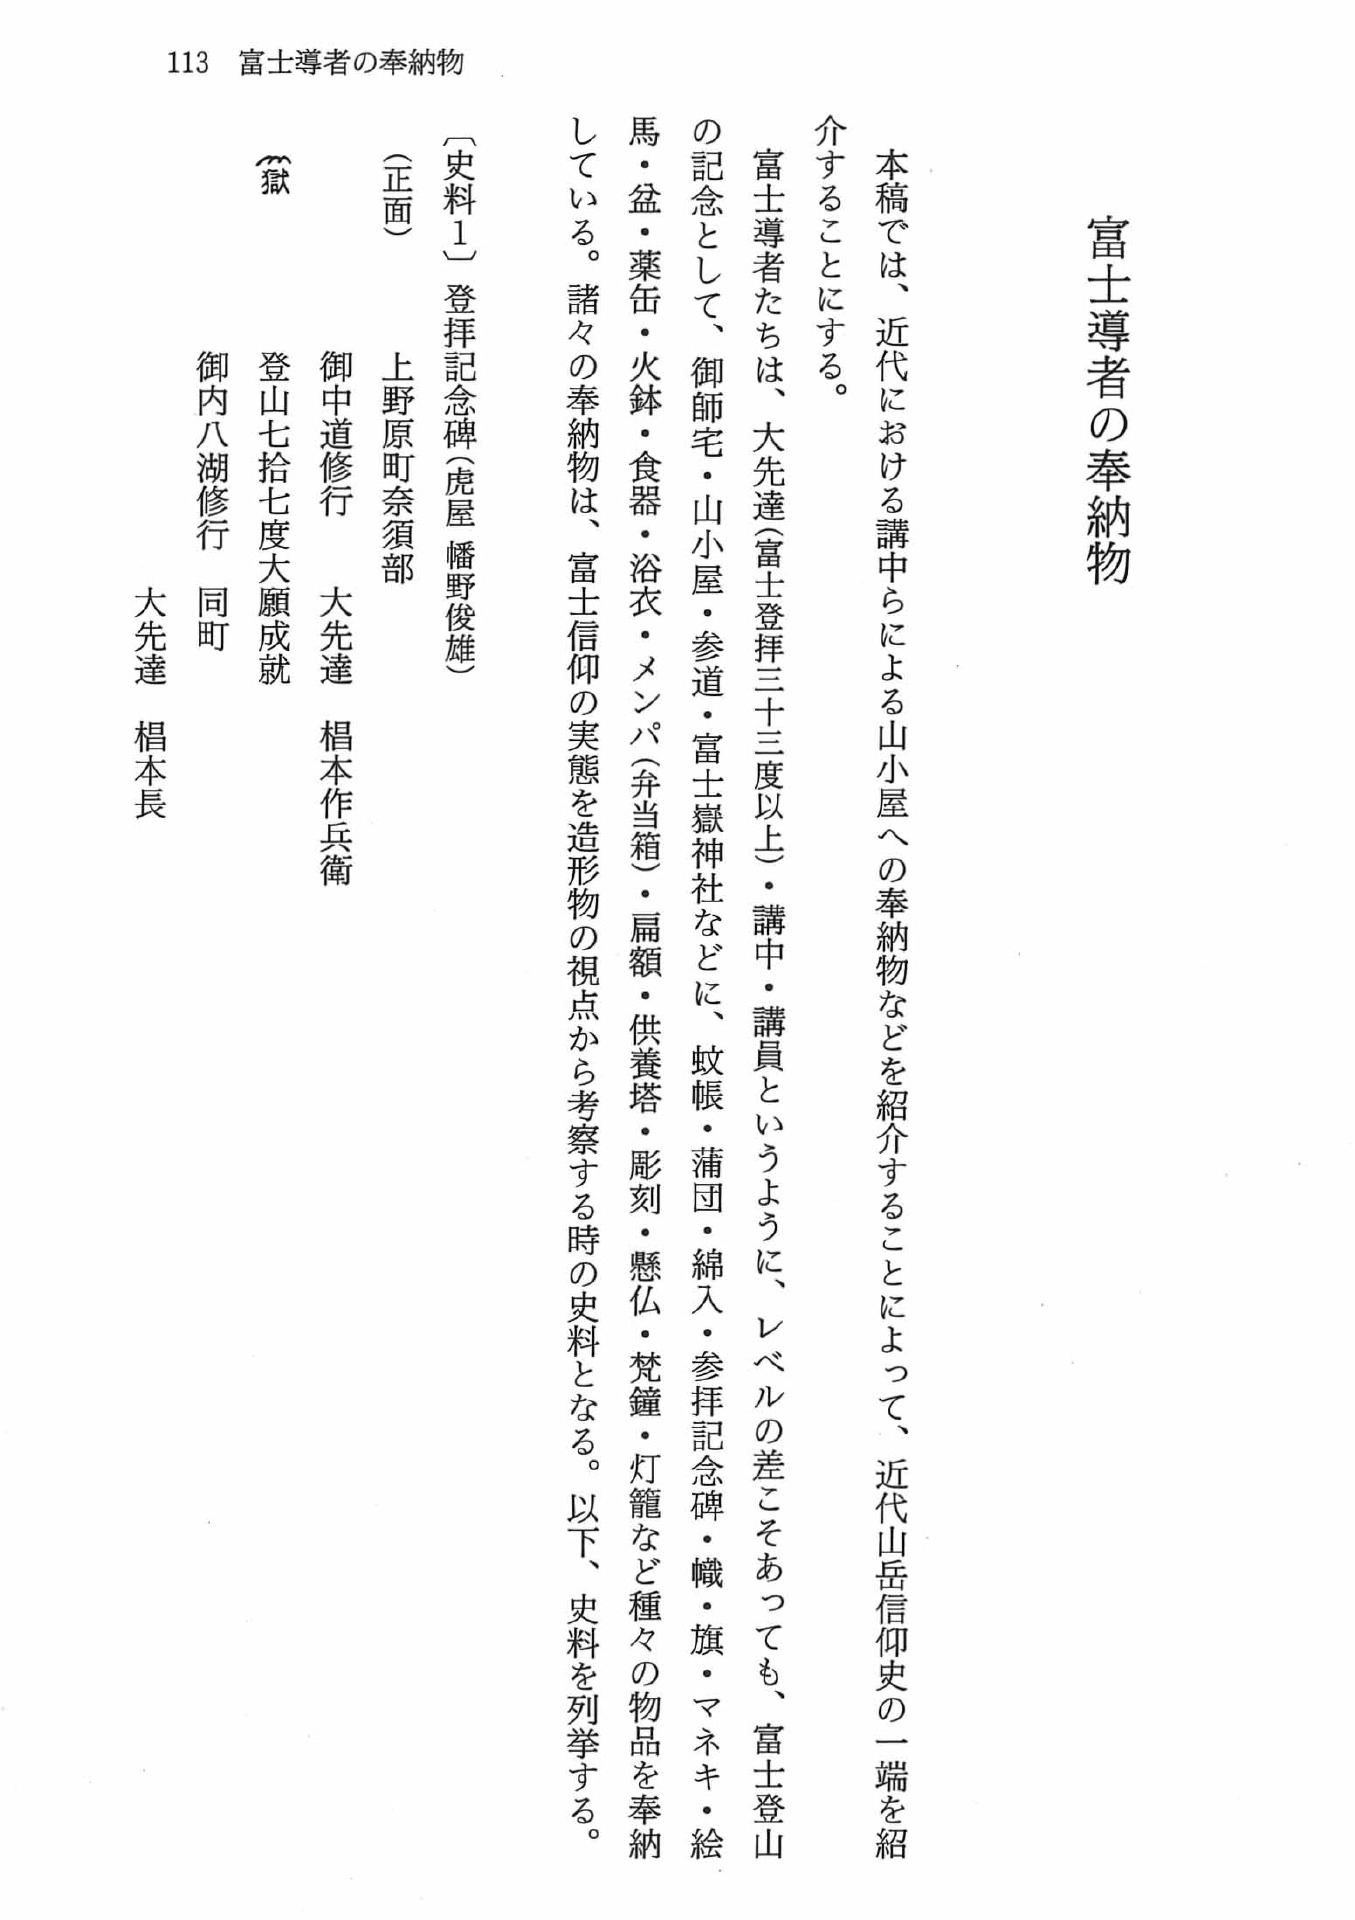 113 富士導者の奉納物
富士導者の奉納物
本稿では、近代における講中らによる山小屋への奉納物などを紹介することによって、近代山岳信仰史の一端を紹
介することにする。
富士導者たちは、大先達(富士登拝三十三度以上)・講中・講員というように、レベルの差こそあっても、富士登山
の記念として、御師宅・山小屋・参道・富士嶽神社などに、蚊帳・蒲団・綿入・参拝記念碑・幟・旗・マネキ・絵
馬・盆・薬缶・火鉢・食器・浴衣・メンパ(弁当箱)・扁額・供養塔・彫刻・懸仏・梵鐘・灯籠など種々の物品を奉納
している。諸々の奉納物は、富士信仰の実態を造形物の視点から考察する時の史料となる。以下、史料を列挙する。
〔史料1〕 登拝記念碑(虎屋 幡野俊雄)
(正面) 上野原町奈須部
御中道修行 大先達 椙本作兵衛
獄 登山七拾七度大願成就
御内八湖修行 同町
大先達 椙本長